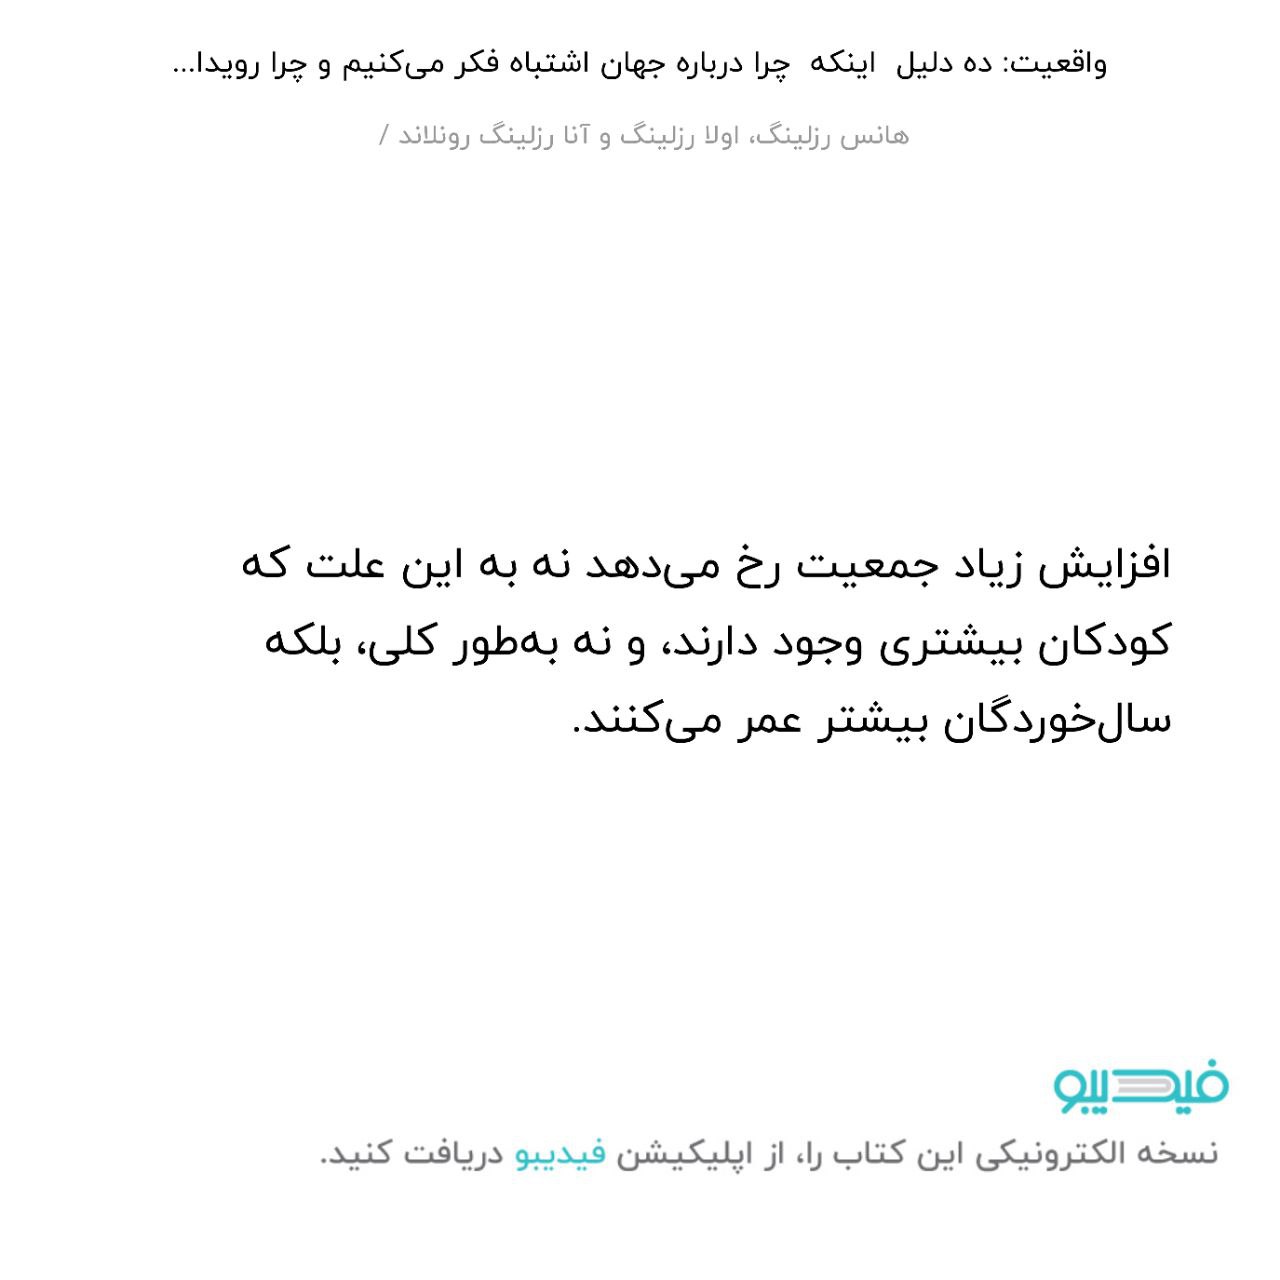 واقعیت: ده دلیل اینکه چرا درباره جهان اشتباه فکر می‌کنیم و چرا رویدا...
هانس رزلینگ، اولا رزلینگ و آنا رزلینگ رونلاند /
افزایش زیاد جمعیت رخ می‌دهد نه به این علت که
کودکان بیشتری وجود دارند، و نه به‌طور کلی، بلکه
سال‌خوردگان بیشتر عمر می‌کنند.
فیدیبو
نسخه الکترونیکی این کتاب را، از اپلیکیشن فیدیبو دریافت کنید.